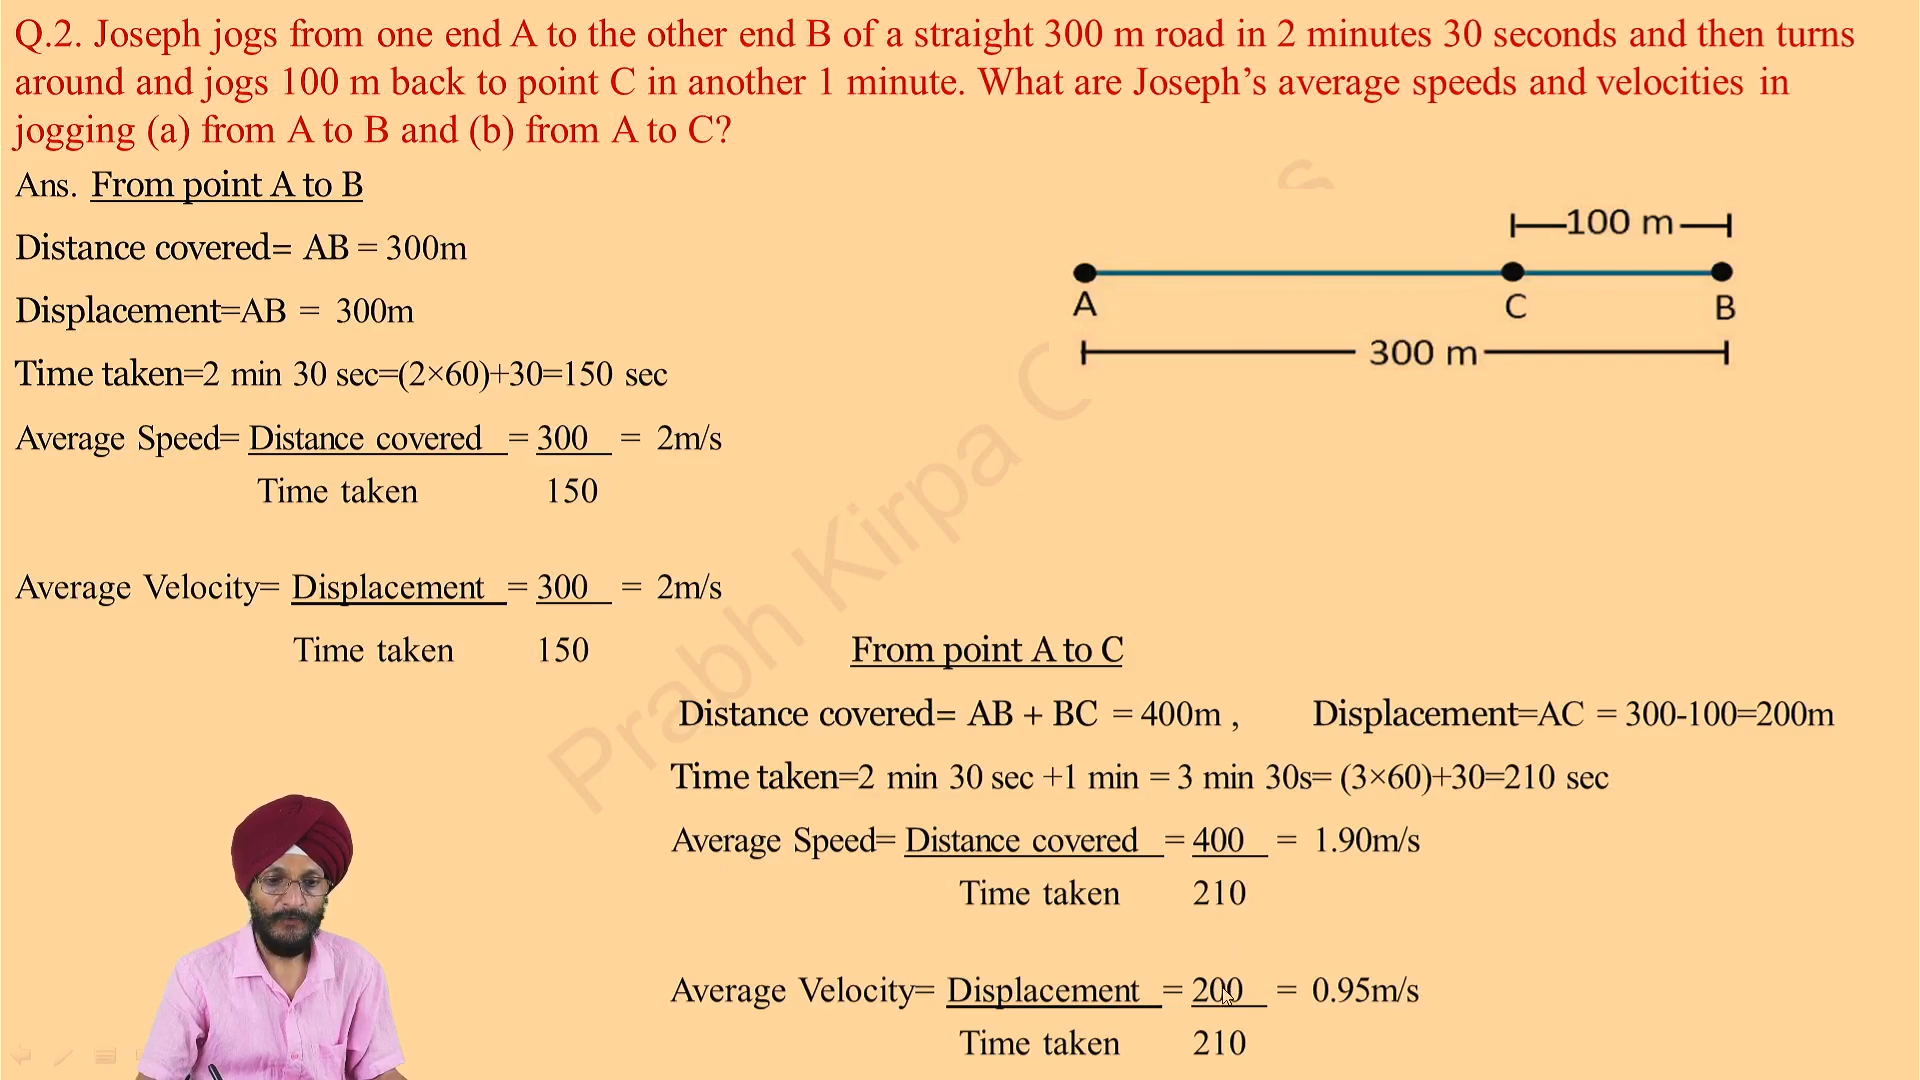 Q.2. Joseph jogs from one end A to the other end B of a straight 300 m road in 2 minutes 30 seconds and then turns
around and jogs 100 m back to point C in another 1 minute. What are Joseph’s average speeds and velocities in
jogging (a) from A to B and (b) from A to C?
Ans. From point A to B
Distance covered= AB = 300m
Displacement=AB = 300m
Time taken=2 min 30 sec=(2×60)+30=150 sec
Average Speed= Distance covered = 300 = 2m/s
Time taken 150
Average Velocity= Displacement = 300 = 2m/s
Time taken 150
100 m
A C B
300 m
From point A to C
Distance covered= AB + BC = 400m , Displacement=AC = 300-100=200m
Time taken=2 min 30 sec +1 min = 3 min 30s= (3×60)+30=210 sec
Average Speed= Distance covered = 400 = 1.90m/s
Time taken 210
Average Velocity= Displacement = 200 = 0.95m/s
Time taken 210
Prabh Kirpa C